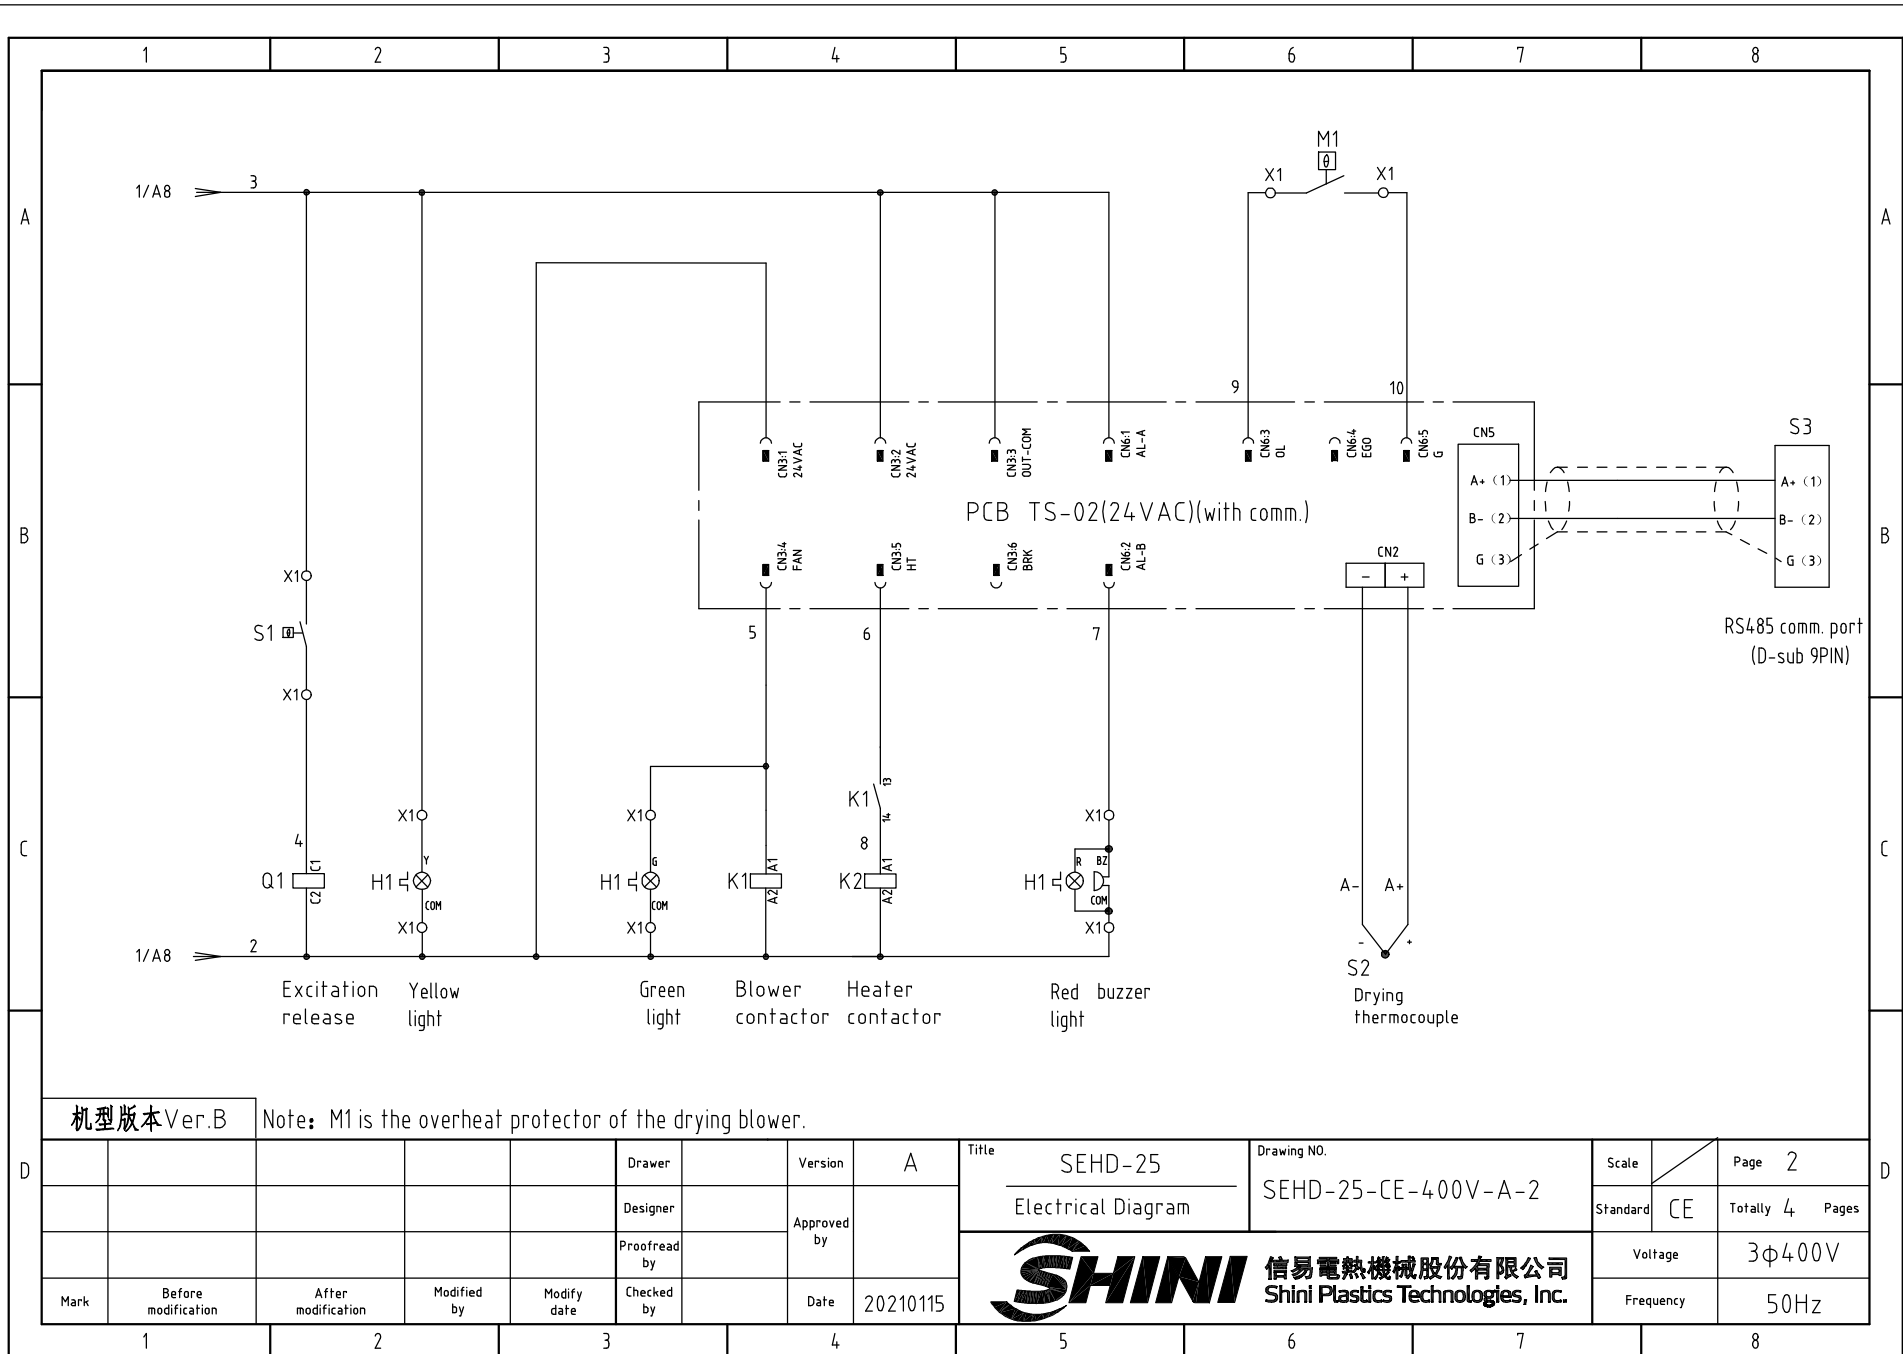 1 2 3 4 5 6 7 8
M1
θ
X1 X1
1/A8 3
A A
9 10
CN3:1
24VAC
CN3:2
24VAC
CN3:3
OUT-COM
CN6:1
AL-A
CN6:3
OL
CN6:4
EGO
CN6:5
G
CN5
S3
A+ (1)
A+ (1)
PCB TS-02(24VAC)(with comm.)
B- (2)
B- (2)
B B
CN3:4
FAN
CN3:5
HT
CN3:6
BRK
CN6:2
AL-B
CN2
- +
G (3)
G (3)
RS485 comm. port
(D-sub 9PIN)
X1
S1 θ
X1
5 6 7
K1 13
14
X1 X1 X1
4 8
C C
Q1 C1
C2
H1 Y
COM
H1 G
COM
K1 A1
A2
K2 A1
A2
H1 R BZ
COM
A- A+
X1 X1 X1
1/A8 2
- +
S2
Excitation
release
Yellow
light
Green
light
Blower
contactor
Heater
contactor
Red buzzer
light
Drying
thermocouple
机型版本Ver.B
Note: M1 is the overheat protector of the drying blower.
D D
Drawer
Version A
Designer
Approved
by
Proofread
by
Mark
Before
modification
After
modification
Modified
by
Modify
date
Checked
by
Date 20210115
Title
SEHD-25
Electrical Diagram
Drawing NO.
SEHD-25-CE-400V-A-2
Scale
Page 2
Standard CE
Totally 4 Pages
Voltage 3φ400V
Frequency 50Hz
SHINI
信易電熱機械股份有限公司
Shini Plastics Technologies, Inc.
1 2 3 4 5 6 7 8